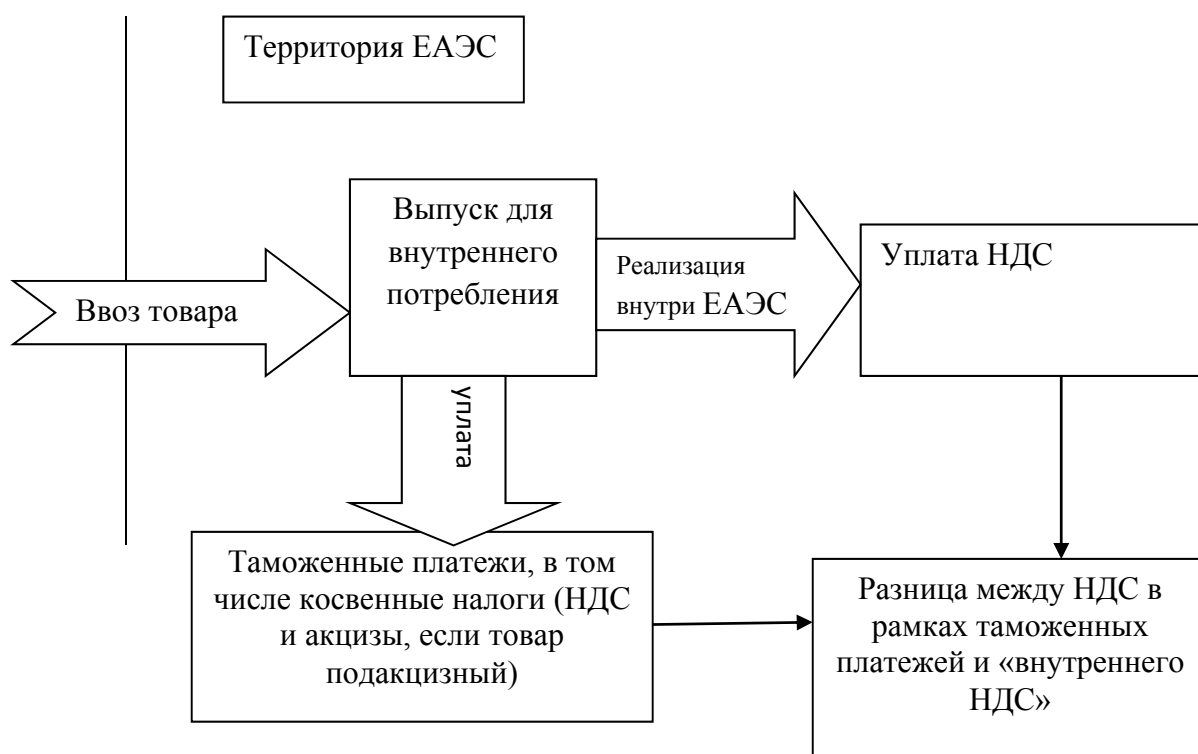 Территория ЕАЭС
Выпуск для
внутреннего
потребления
Ввоз товара
Реализация
внутри ЕАЭС
Уплата НДС
уплата
Таможенные платежи, в том
числе косвенные налоги (НДС
и акцизы, если товар
подакцизный)
Разница между НДС в
рамках таможенных
платежей и «внутреннего
НДС»